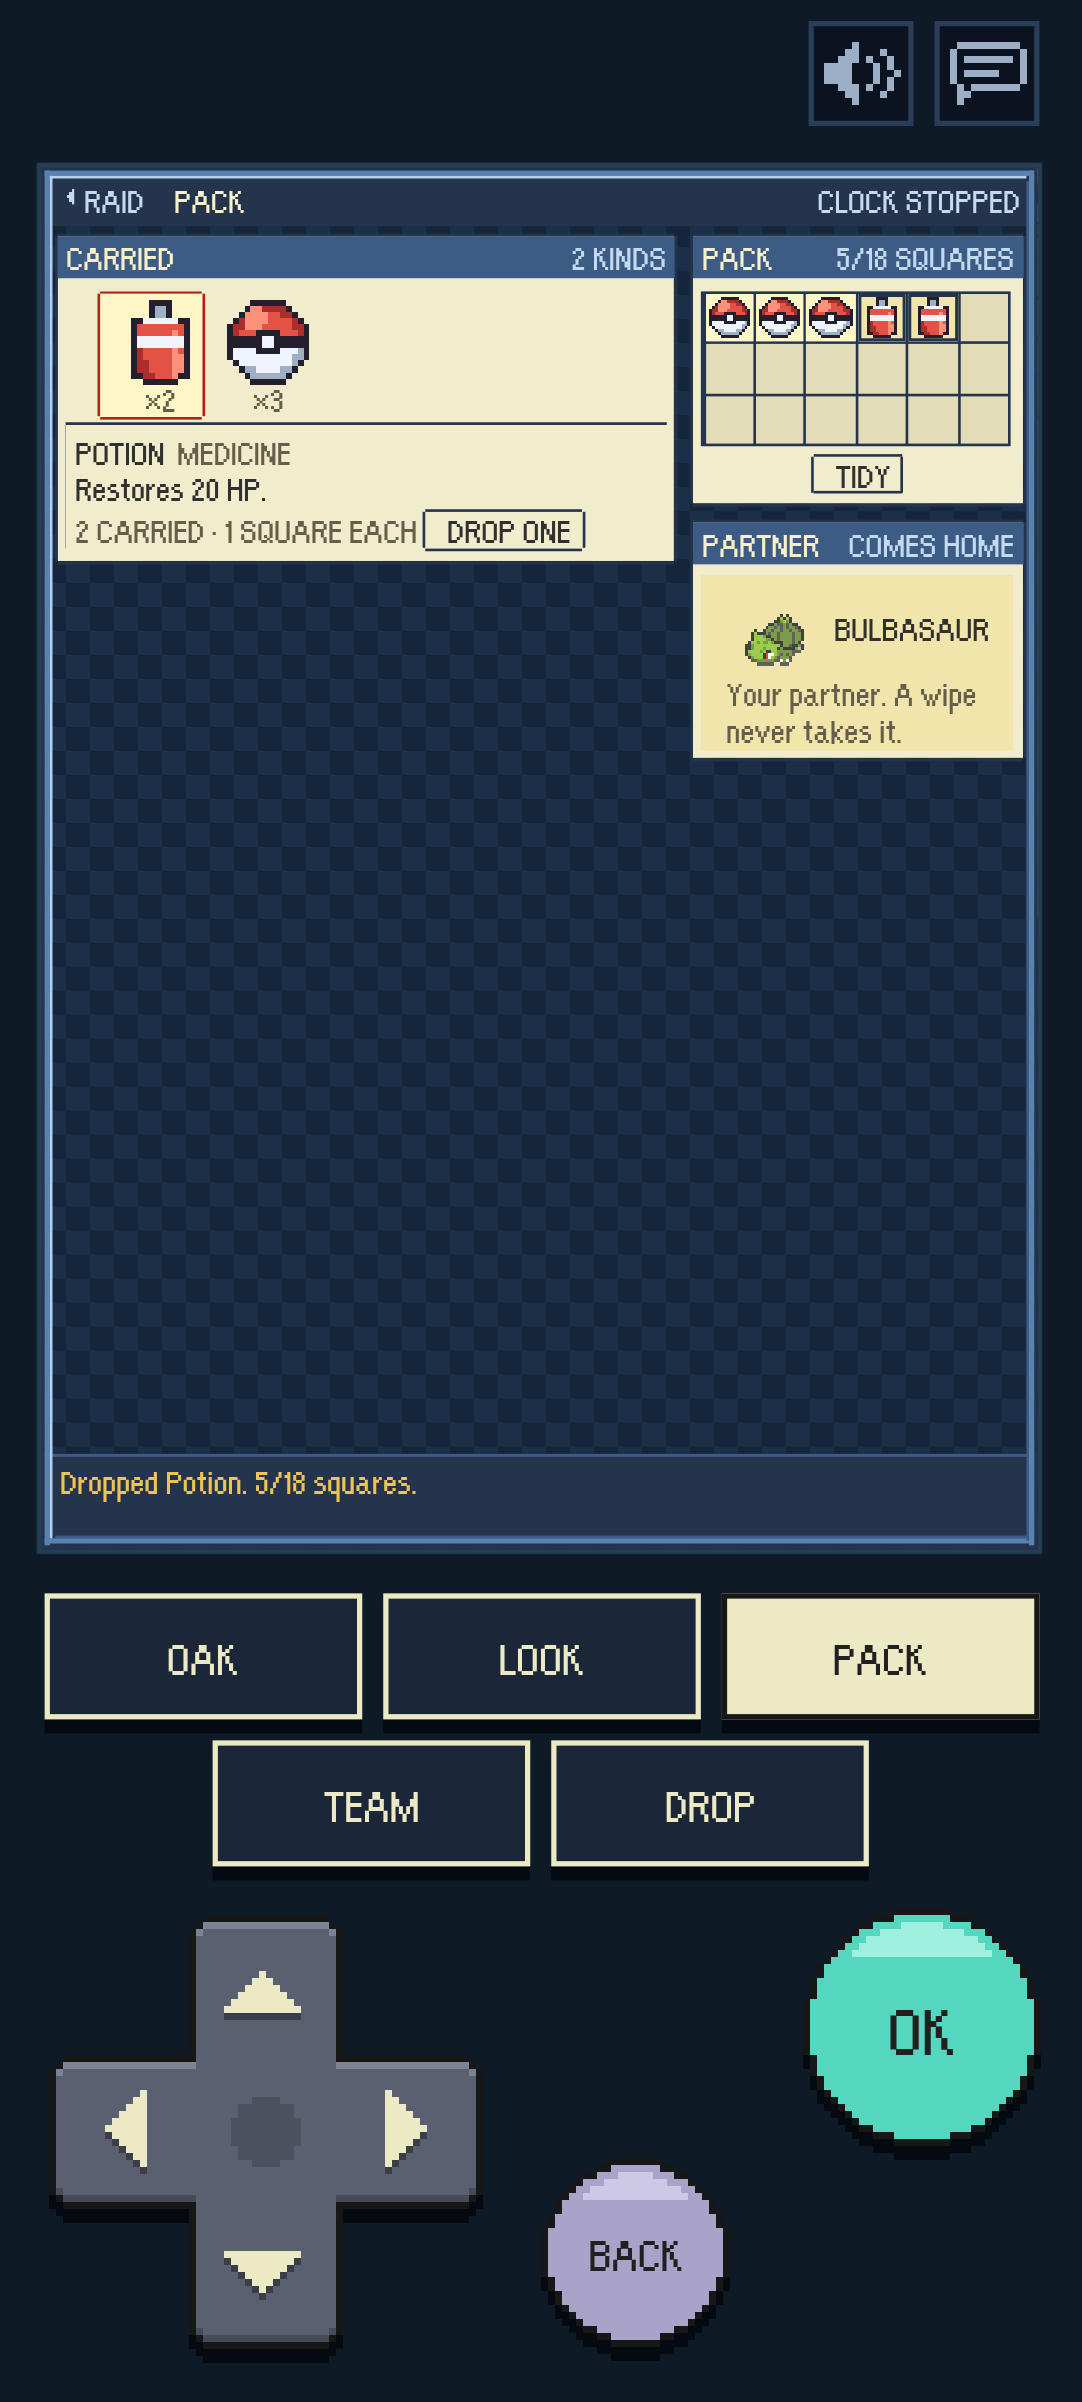 RAID PACK CLOCK STOPPED
CARRIED 2 KINDS
×2 ×3
POTION MEDICINE
Restores 20 HP.
2 CARRIED · 1 SQUARE EACH DROP ONE
PACK 5/18 SQUARES
TIDY
PARTNER COMES HOME
BULBASAUR
Your partner. A wipe
never takes it.
Dropped Potion. 5/18 squares.
OAK LOOK PACK
TEAM DROP
OK
BACK